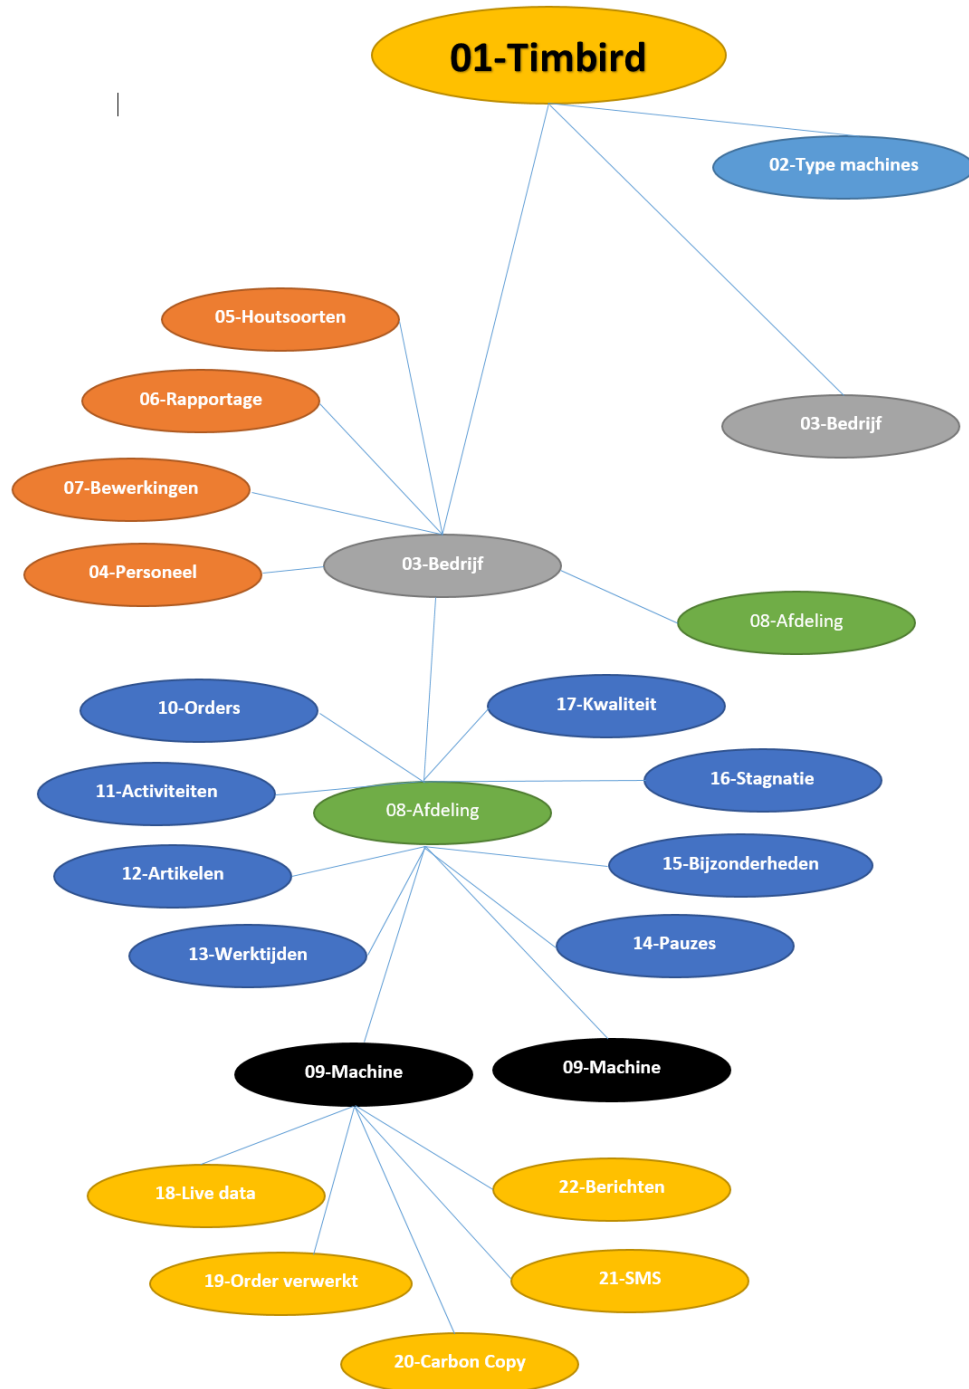 01-Timbird
02-Type machines
05-Houtsoorten
06-Rapportage
03-Bedrijf
07-Bewerkingen
03-Bedrijf
04-Personeel
08-Afdeling
10-Orders
17-Kwaliteit
16-Stagnatie
11-Activiteiten
08-Afdeling
15-Bijzonderheden
12-Artikelen
14-Pauzes
13-Werktijden
09-Machine
09-Machine
22-Berichten
18-Live data
21-SMS
19-Order verwerkt
20-Carbon Copy